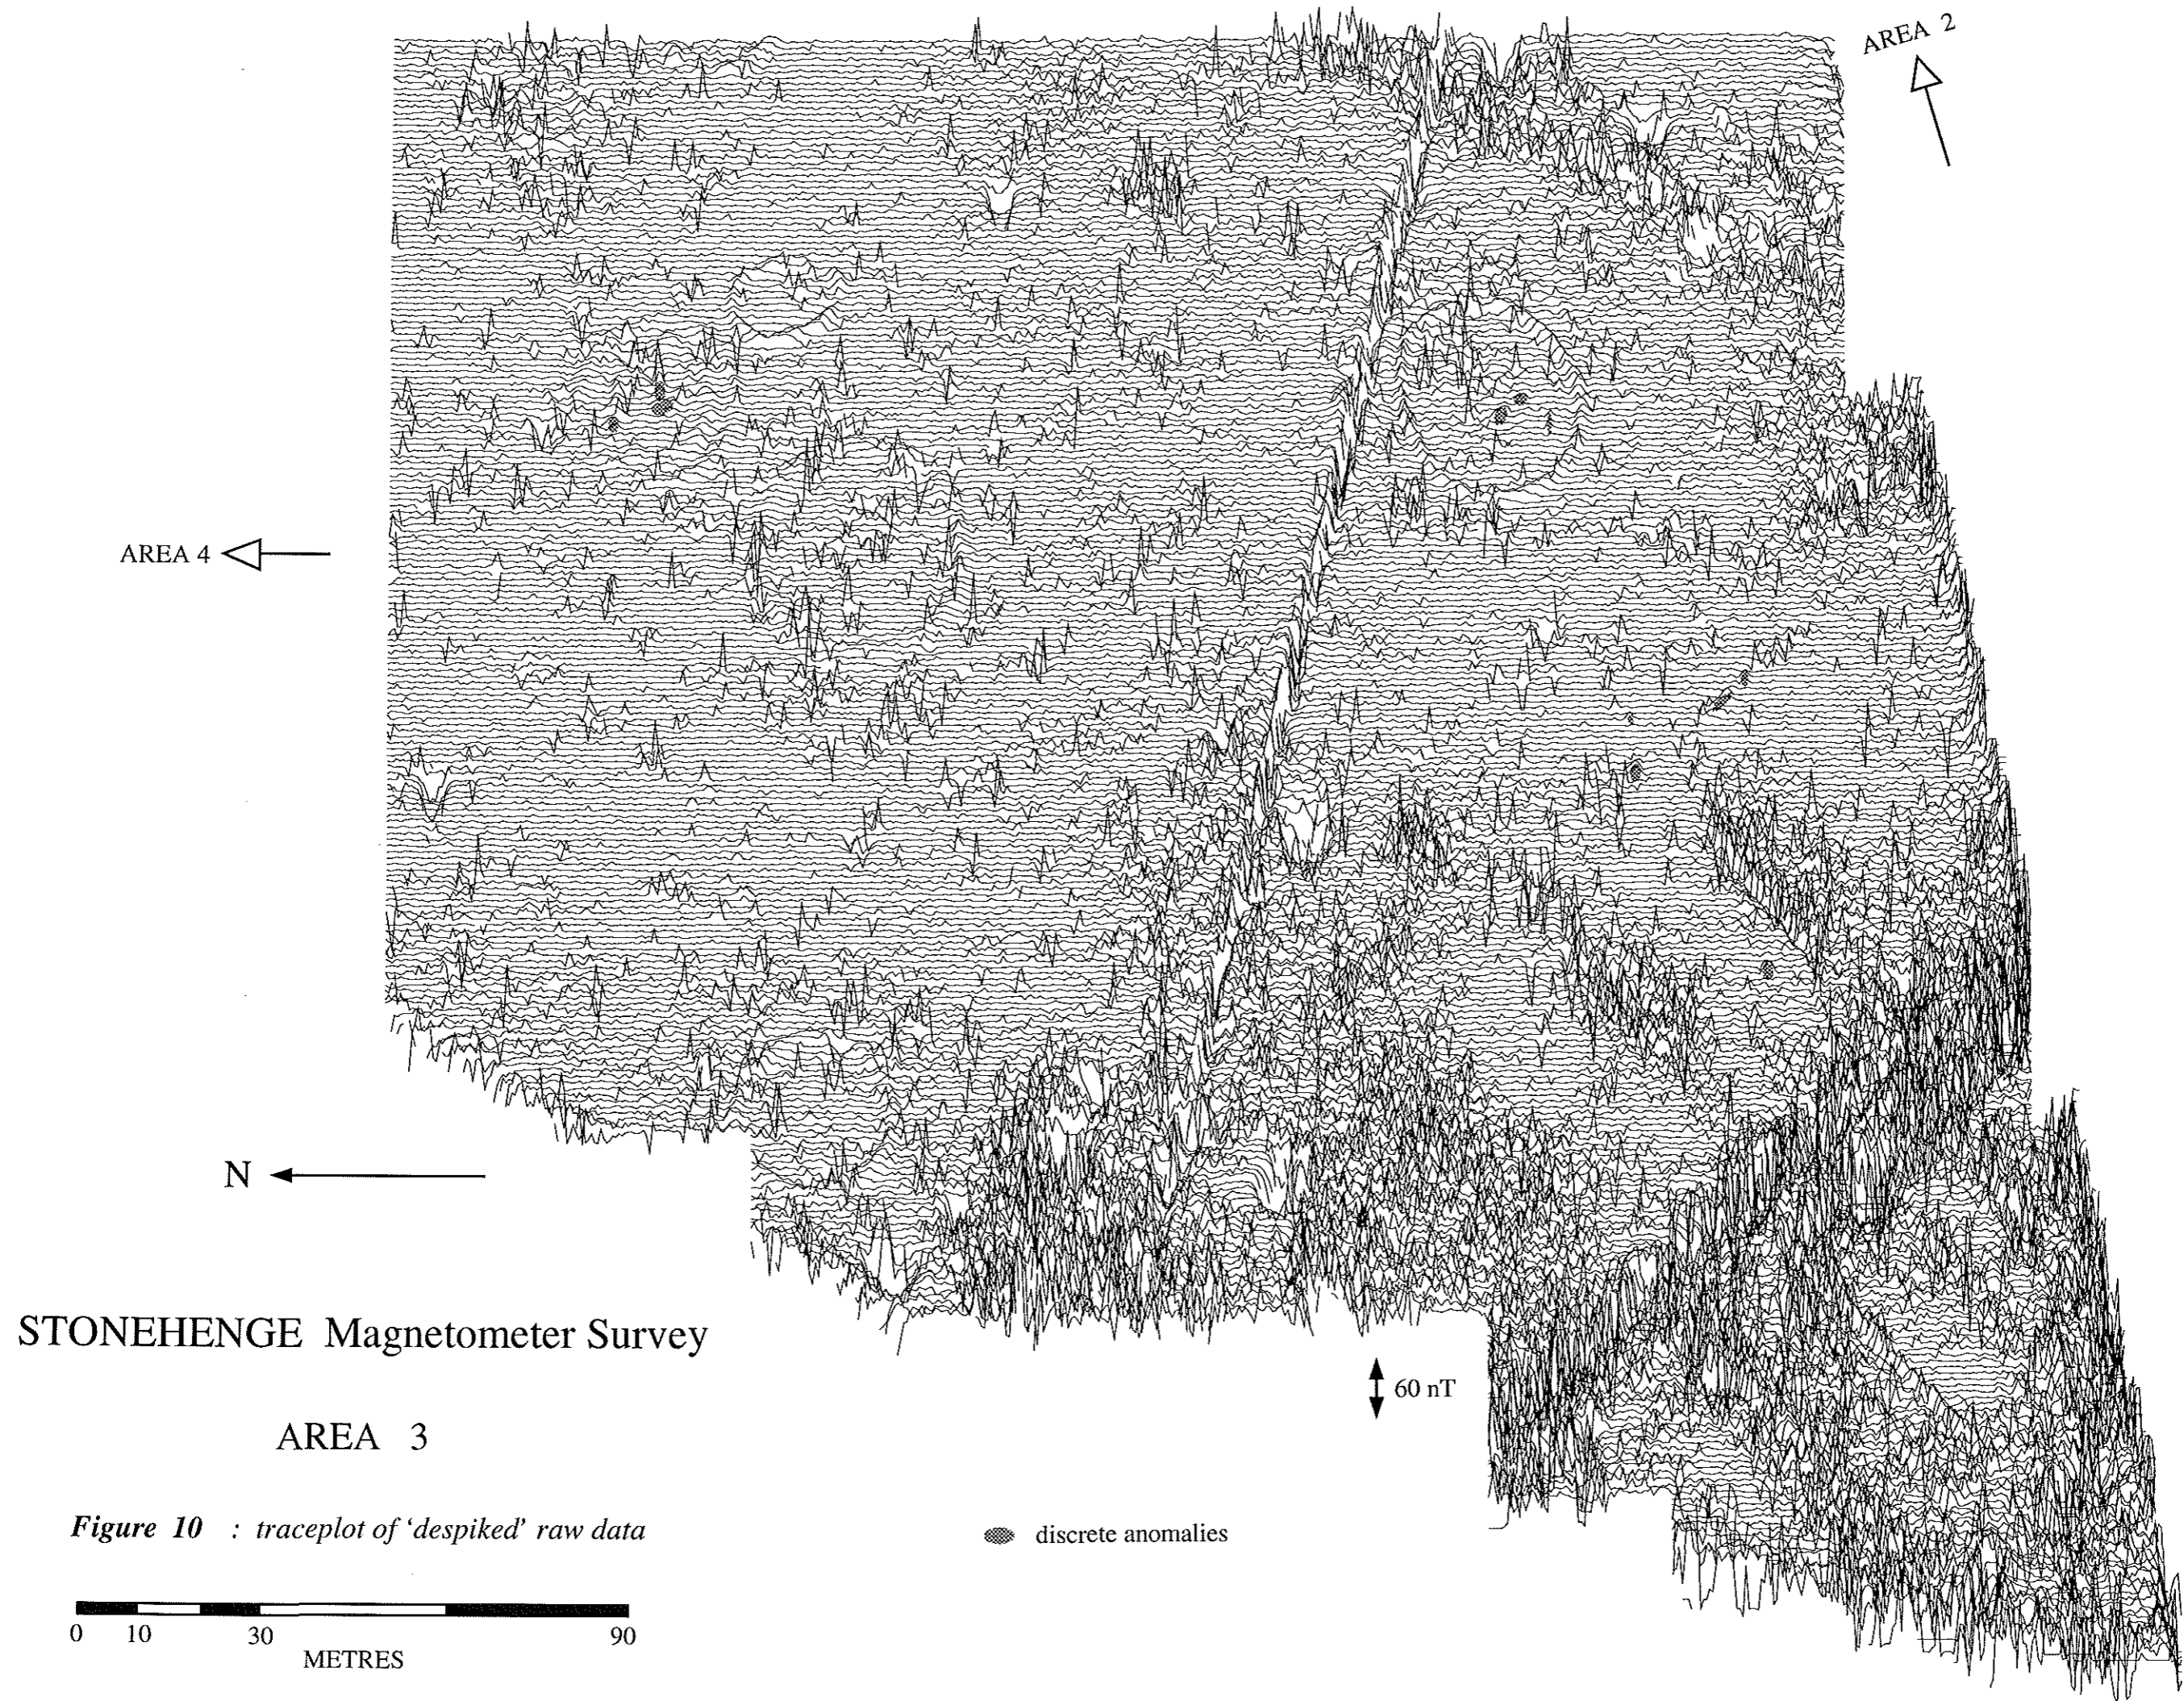 AREA 2
AREA 4
N
STONEHENGE Magnetometer Survey
60 nT
AREA 3
Figure 10 : traceplot of ‘despiked’ raw data
discrete anomalies
0 10 30 90
METRES